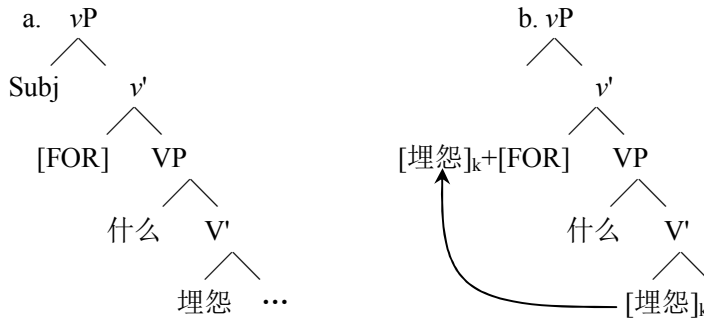 a. vP b. vP
Subj v' v'
[FOR] VP [埋怨]k+[FOR] VP
什么 V' 什么 V'
埋怨 ··· [埋怨]k